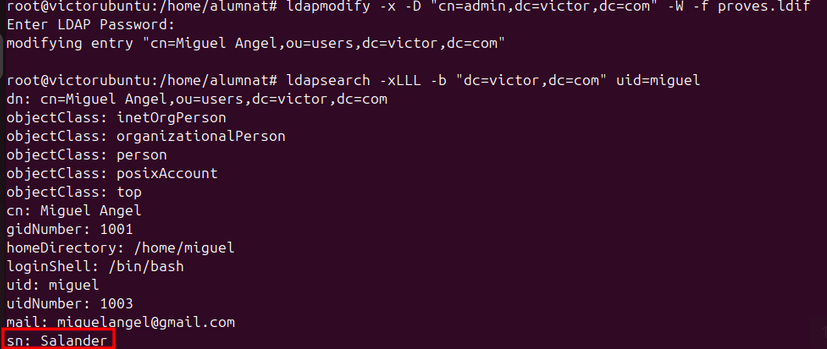 root@victorubuntu:/home/alumnat# ldapmodify -x -D "cn=admin,dc=victor,dc=com" -W -f proves.ldif
Enter LDAP Password:
modifying entry "cn=Miguel Angel,ou=users,dc=victor,dc=com"
root@victorubuntu:/home/alumnat# ldapsearch -xLLL -b "dc=victor,dc=com" uid=miguel
dn: cn=Miguel Angel,ou=users,dc=victor,dc=com
objectClass: inetOrgPerson
objectClass: organizationalPerson
objectClass: person
objectClass: posixAccount
objectClass: top
cn: Miguel Angel
gidNumber: 1001
homeDirectory: /home/miguel
loginShell: /bin/bash
uid: miguel
uidNumber: 1003
mail: miguelangel@gmail.com
sn: Salander